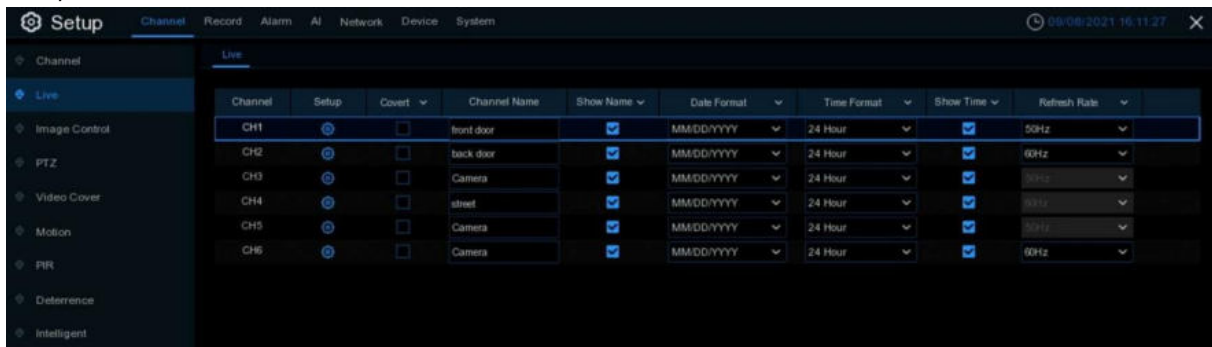 Setup Channel Record Alarm AI Network Device System 09/08/2021 16:11:27
Channel
Live
Image Control
PTZ
Video Cover
Motion
PIR
Deterrence
Intelligent
Live
Channel Setup Covert Channel Name Show Name Date Format Time Format Show Time Refresh Rate
CH1 front door MM/DD/YYYY 24 Hour 50Hz
CH2 back door MM/DD/YYYY 24 Hour 60Hz
CH3 Camera MM/DD/YYYY 24 Hour 50Hz
CH4 street MM/DD/YYYY 24 Hour 60Hz
CH5 Camera MM/DD/YYYY 24 Hour 50Hz
CH6 Camera MM/DD/YYYY 24 Hour 60Hz